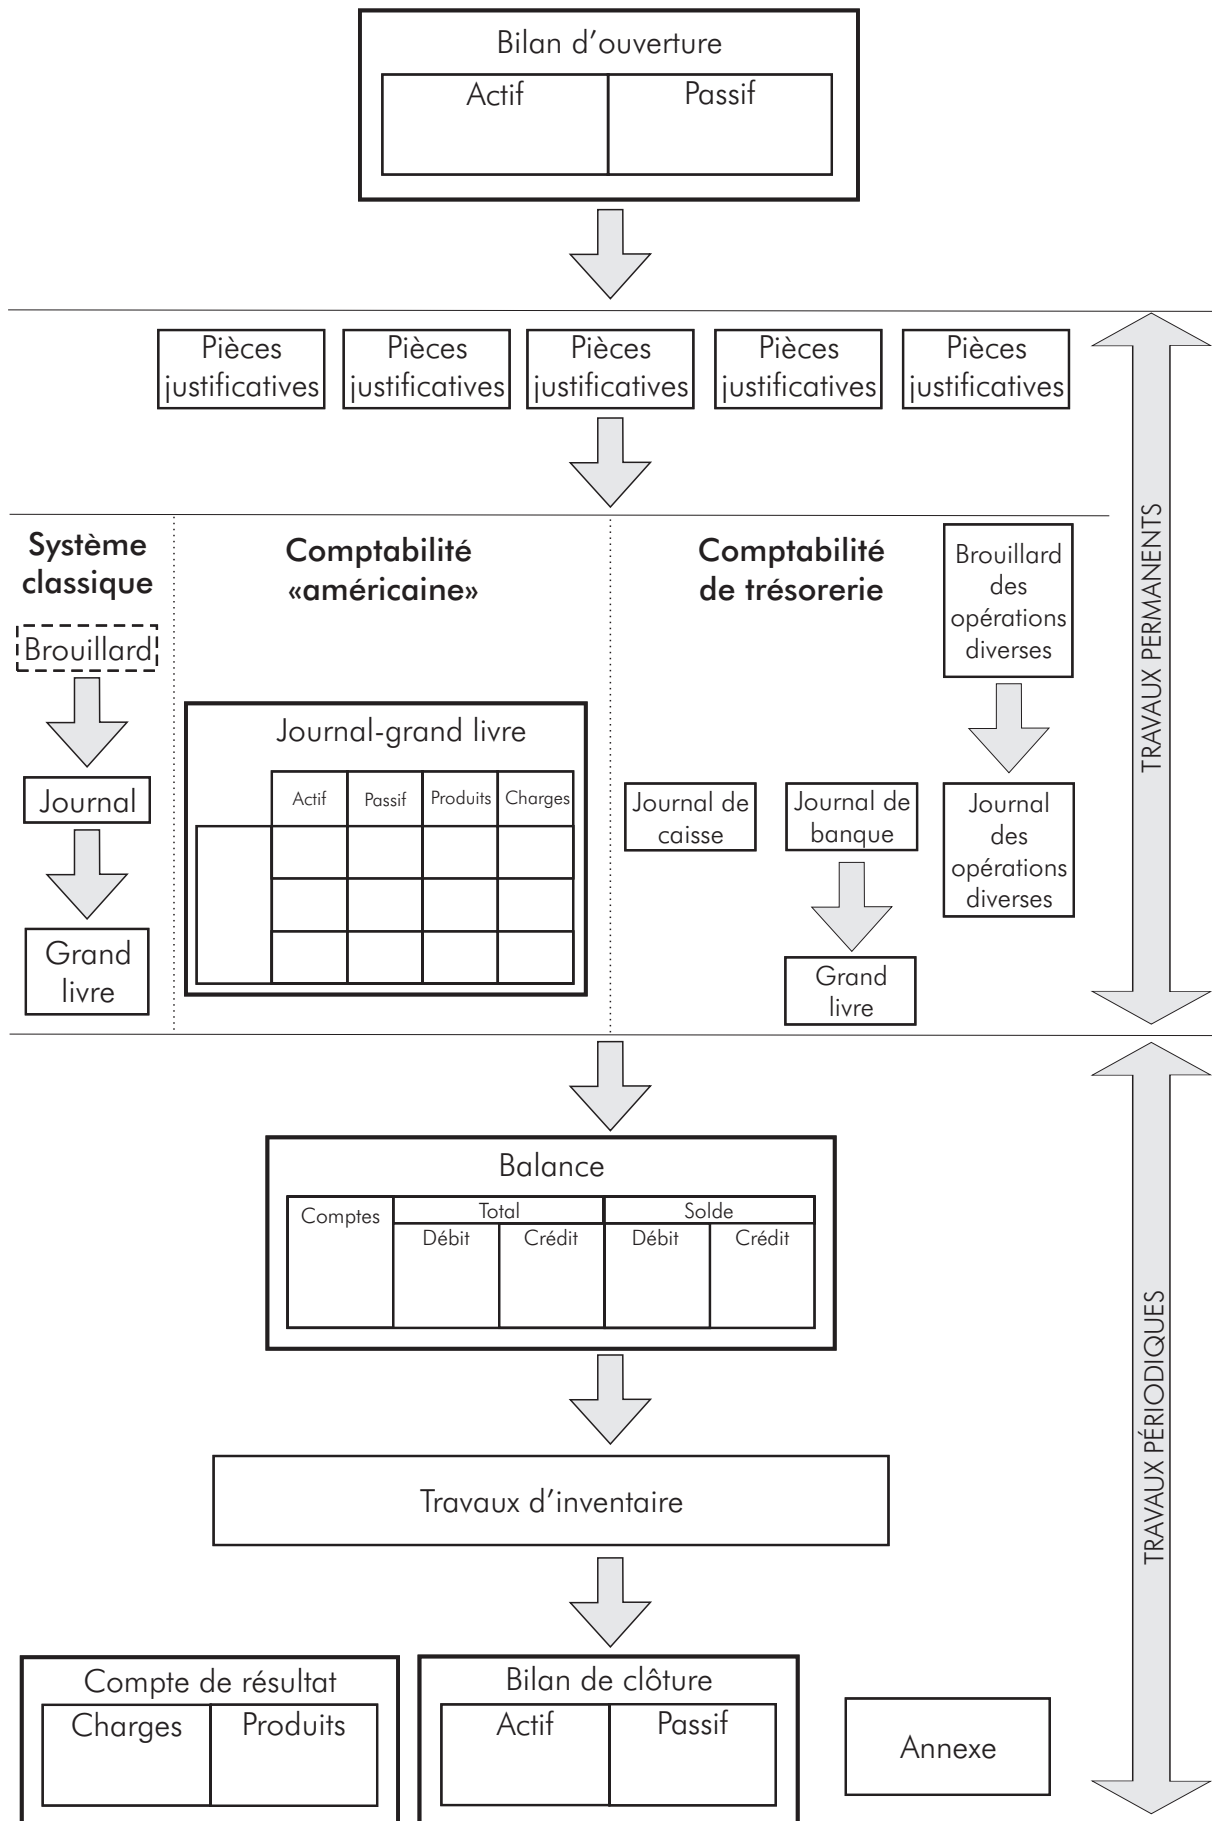 Bilan d'ouverture
Actif
Passif
Pièces
justificatives
Pièces
justificatives
Pièces
justificatives
Pièces
justificatives
Pièces
justificatives
TRAVAUX PERMANENTS
Système
classique
Brouillard
Journal
Grand
livre
Comptabilité
«américaine»
Journal-grand livre
Actif
Passif
Produits
Charges
Comptabilité
de trésorerie
Brouillard
des
opérations
diverses
Journal de
caisse
Journal de
banque
Journal
des
opérations
diverses
Grand
livre
TRAVAUX PÉRIODIQUES
Balance
Comptes
Total
Solde
Débit
Crédit
Débit
Crédit
Travaux d'inventaire
Compte de résultat
Charges
Produits
Bilan de clôture
Actif
Passif
Annexe